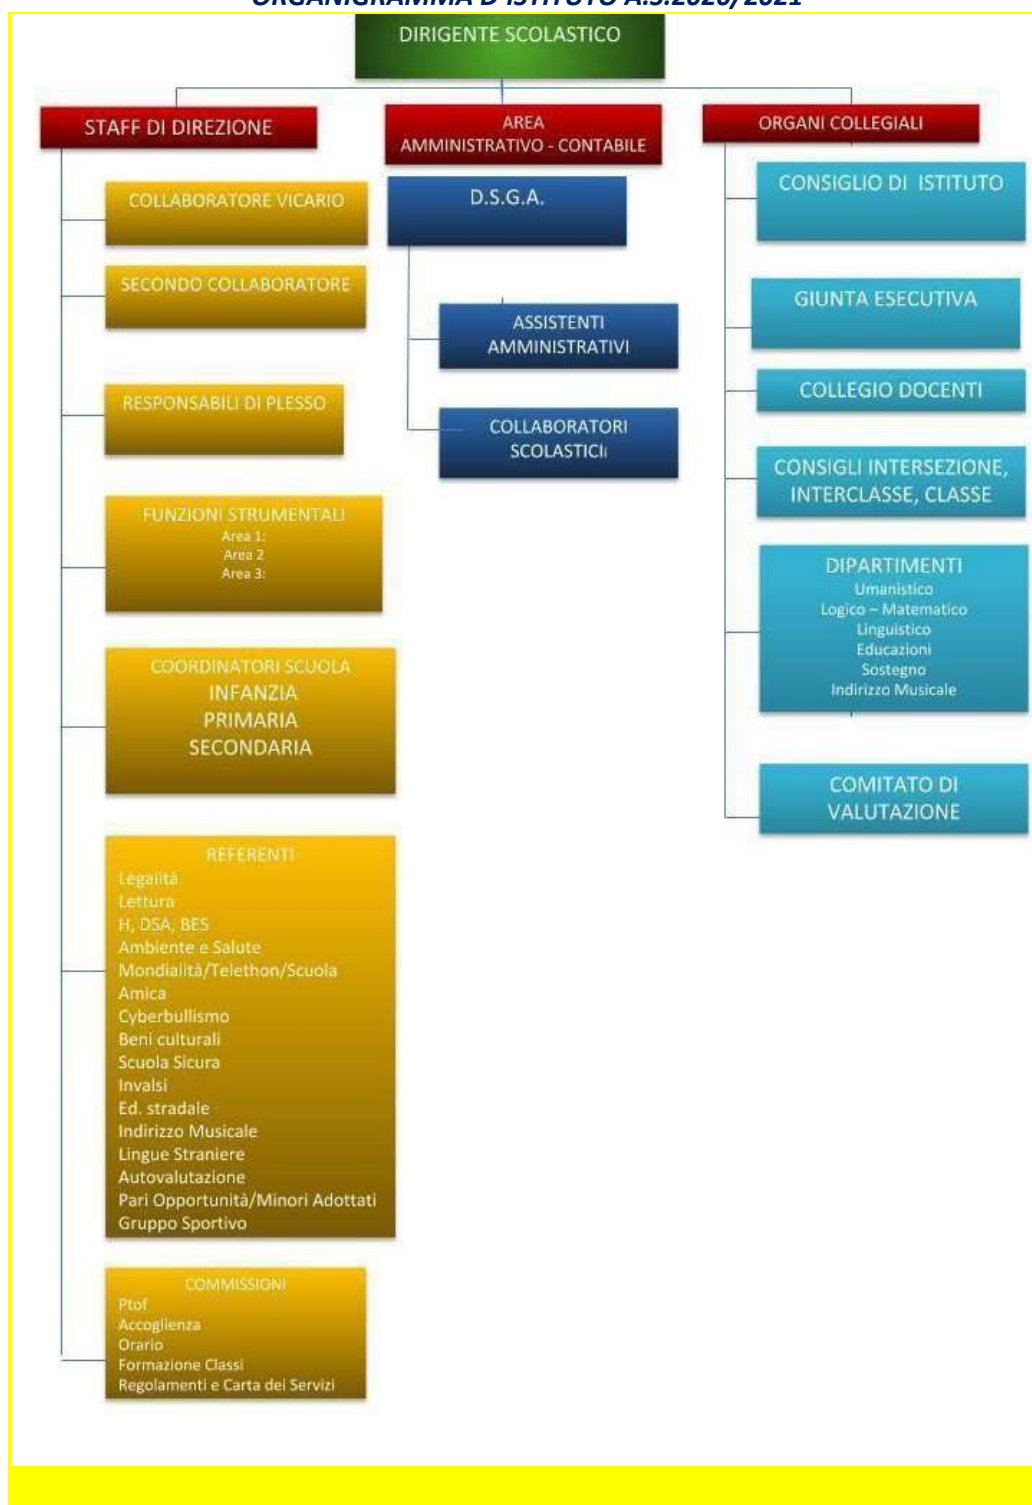 ORGANIGRAMMA D'ISTITUTO A.S.2020/2021
DIRIGENTE SCOLASTICO
STAFF DI DIREZIONE
COLLABORATORE VICARIO
SECONDO COLLABORATORE
RESPONSABILI DI PLESSO
FUNZIONI STRUMENTALI
Area 1:
Area 2
Area 3:
COORDINATORI SCUOLA
INFANZIA
PRIMARIA
SECONDARIA
REFERENTI
Legalità
Lettura
H, DSA, BES
Ambiente e Salute
Mondialità/Telethon/Scuola
Amica
Cyberbullismo
Beni culturali
Scuola Sicura
Invalsi
Ed. stradale
Indirizzo Musicale
Lingue Straniere
Autovalutazione
Pari Opportunità/Minori Adottati
Gruppo Sportivo
COMMISSIONI
Ptof
Accoglienza
Orario
Formazione Classi
Regolamenti e Carta dei Servizi
AREA
AMMINISTRATIVO - CONTABILE
D.S.G.A.
ASSISTENTI
AMMINISTRATIVI
COLLABORATORI
SCOLASTICIi
ORGANI COLLEGIALI
CONSIGLIO DI ISTITUTO
GIUNTA ESECUTIVA
COLLEGIO DOCENTI
CONSIGLI INTERSEZIONE,
INTERCLASSE, CLASSE
DIPARTIMENTI
Umanistico
Logico – Matematico
Linguistico
Educazioni
Sostegno
Indirizzo Musicale
COMITATO DI
VALUTAZIONE